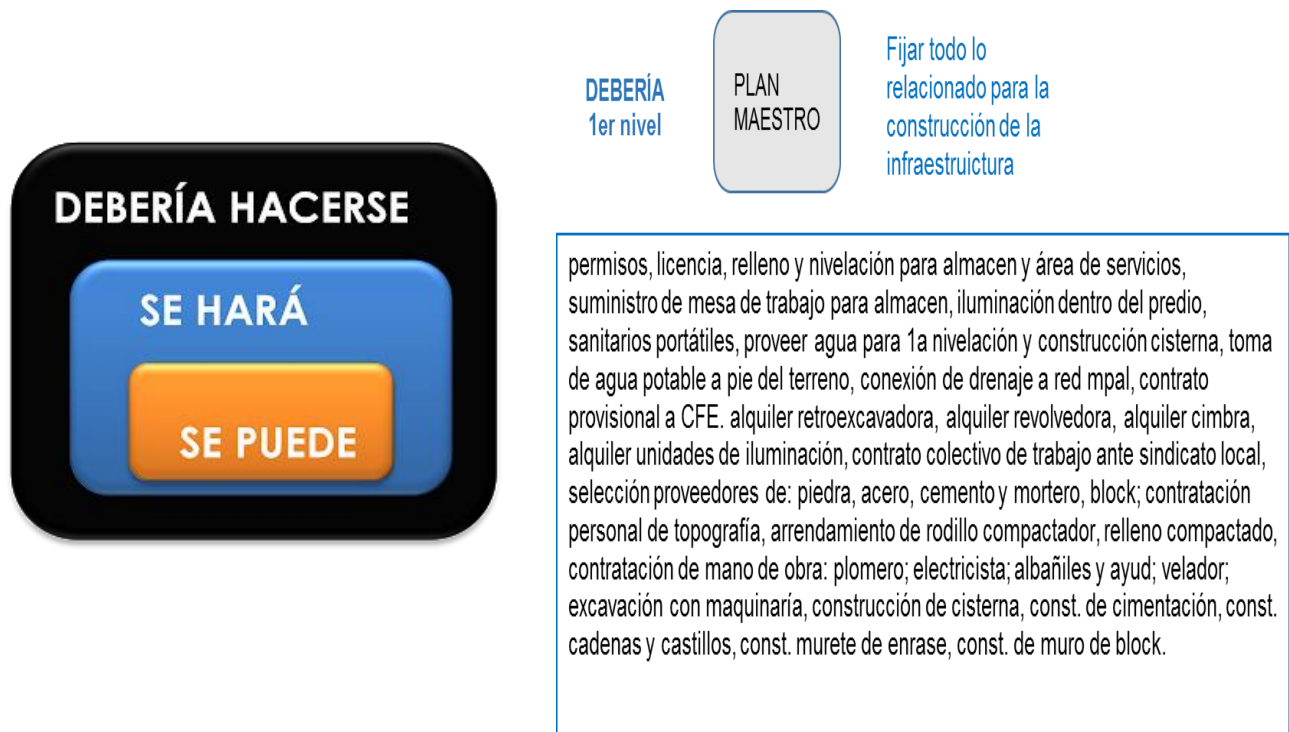 DEBERÍA HACERSE
SE HARÁ
SE PUEDE
DEBERÍA
1er nivel
PLAN
MAESTRO
Fijar todo lo
relacionado para la
construcción de la
infraestruictura
permisos, licencia, relleno y nivelación para almacen y área de servicios,
suministro de mesa de trabajo para almacen, iluminación dentro del predio,
sanitarios portátiles, proveer agua para 1a nivelación y construcción cisterna, toma
de agua potable a pie del terreno, conexión de drenaje a red mpal, contrato
provisional a CFE. alquiler retroexcavadora, alquiler revolvedora, alquiler cimbra,
alquiler unidades de iluminación, contrato colectivo de trabajo ante sindicato local,
selección proveedores de: piedra, acero, cemento y mortero, block; contratación
personal de topografía, arrendamiento de rodillo compactador, relleno compactado,
contratación de mano de obra: plomero; electricista; albañiles y ayud; velador;
excavación con maquinaría, construcción de cisterna, const. de cimentación, const.
cadenas y castillos, const. murete de enrase, const. de muro de block.